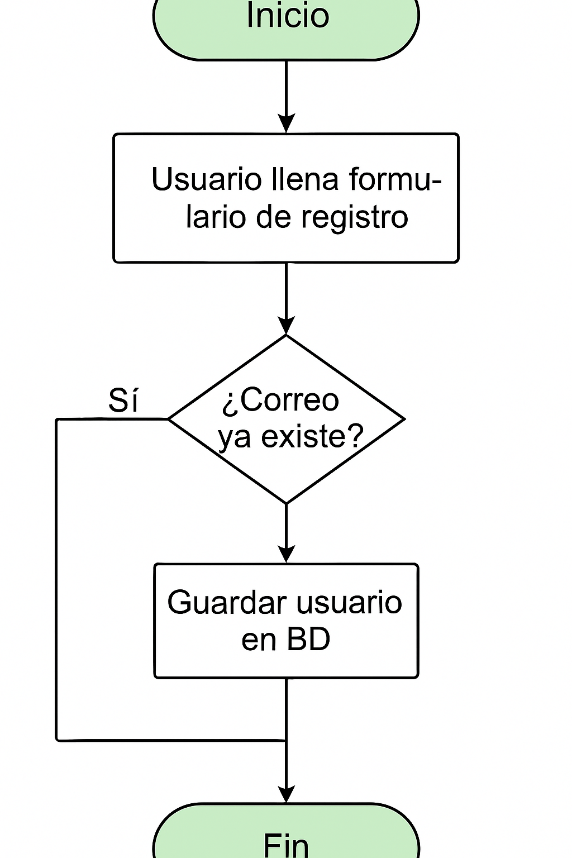 Inicio
Usuario llena formu-
lario de registro
Sí
¿Correo
ya existe?
Guardar usuario
en BD
Fin